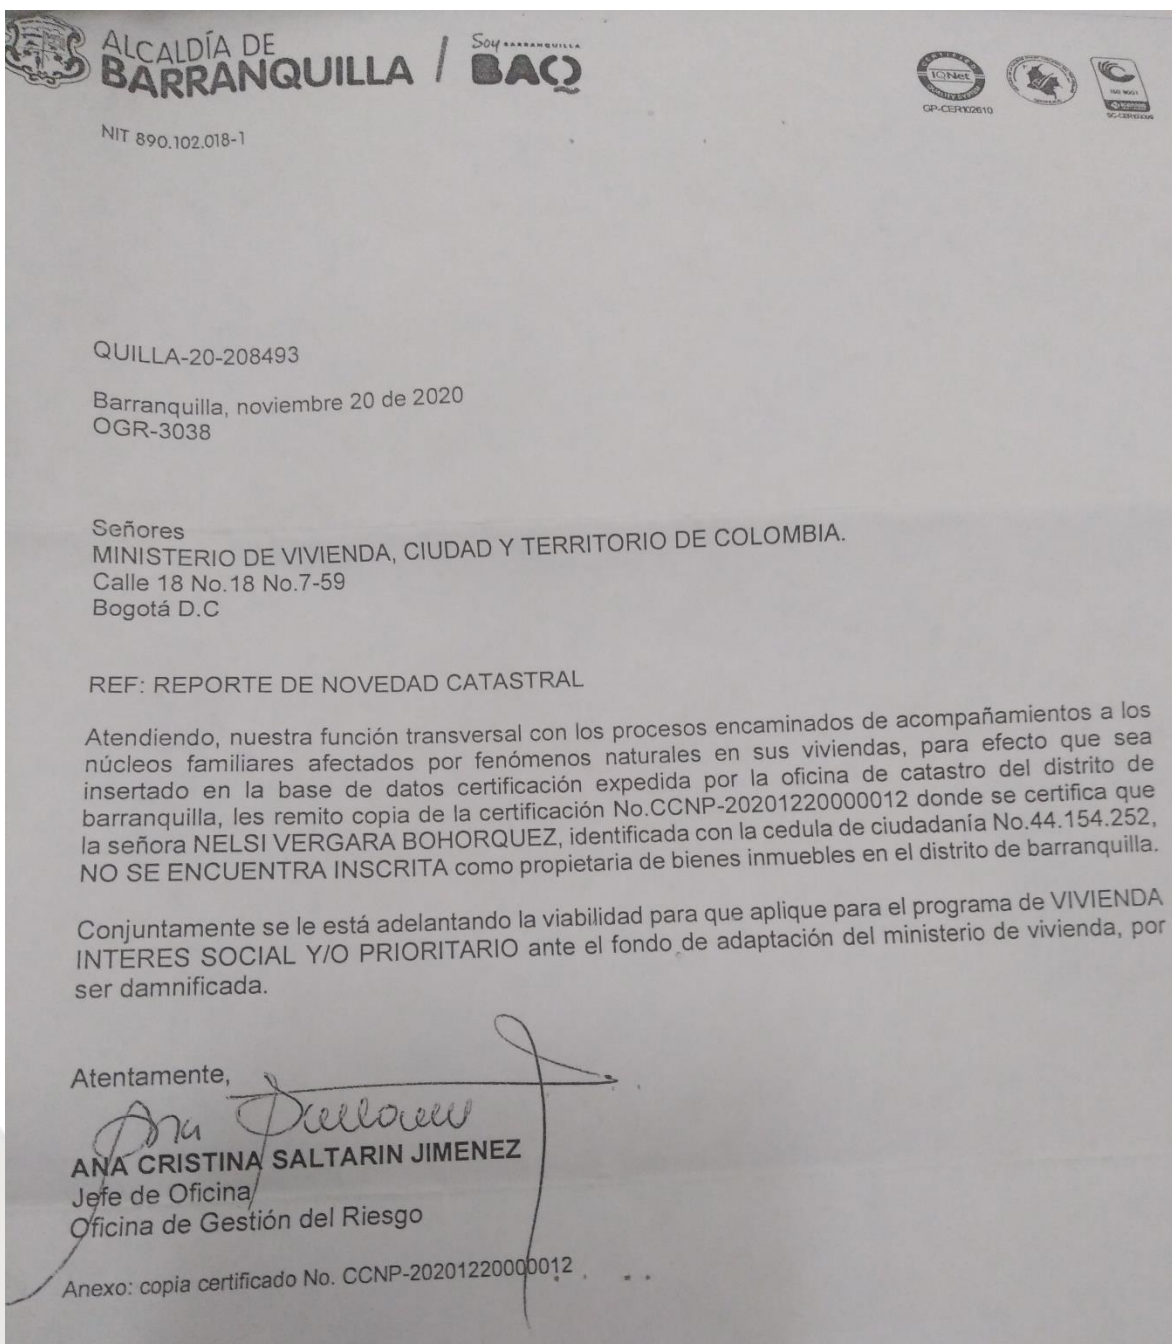 ALCALDÍA DE
BARRANQUILLA
Soy BARRANQUILLA
BAQ
IQNet
GP-CER102610
ISO 9001
NIT 890.102.018-1
QUILLA-20-208493
Barranquilla, noviembre 20 de 2020
OGR-3038
Señores
MINISTERIO DE VIVIENDA, CIUDAD Y TERRITORIO DE COLOMBIA.
Calle 18 No.18 No.7-59
Bogotá D.C
REF: REPORTE DE NOVEDAD CATASTRAL
Atendiendo, nuestra función transversal con los procesos encaminados de acompañamientos a los
núcleos familiares afectados por fenómenos naturales en sus viviendas, para efecto que sea
insertado en la base de datos certificación expedida por la oficina de catastro del distrito de
barranquilla, les remito copia de la certificación No.CCNP-20201220000012 donde se certifica que
la señora NELSI VERGARA BOHORQUEZ, identificada con la cedula de ciudadanía No.44.154.252,
NO SE ENCUENTRA INSCRITA como propietaria de bienes inmuebles en el distrito de barranquilla.
Conjuntamente se le está adelantando la viabilidad para que aplique para el programa de VIVIENDA
INTERES SOCIAL Y/O PRIORITARIO ante el fondo de adaptación del ministerio de vivienda, por
ser damnificada.
Atentamente,
Ana
ANA CRISTINA SALTARIN JIMENEZ
Jefe de Oficina
Oficina de Gestión del Riesgo
Anexo: copia certificado No. CCNP-20201220000012